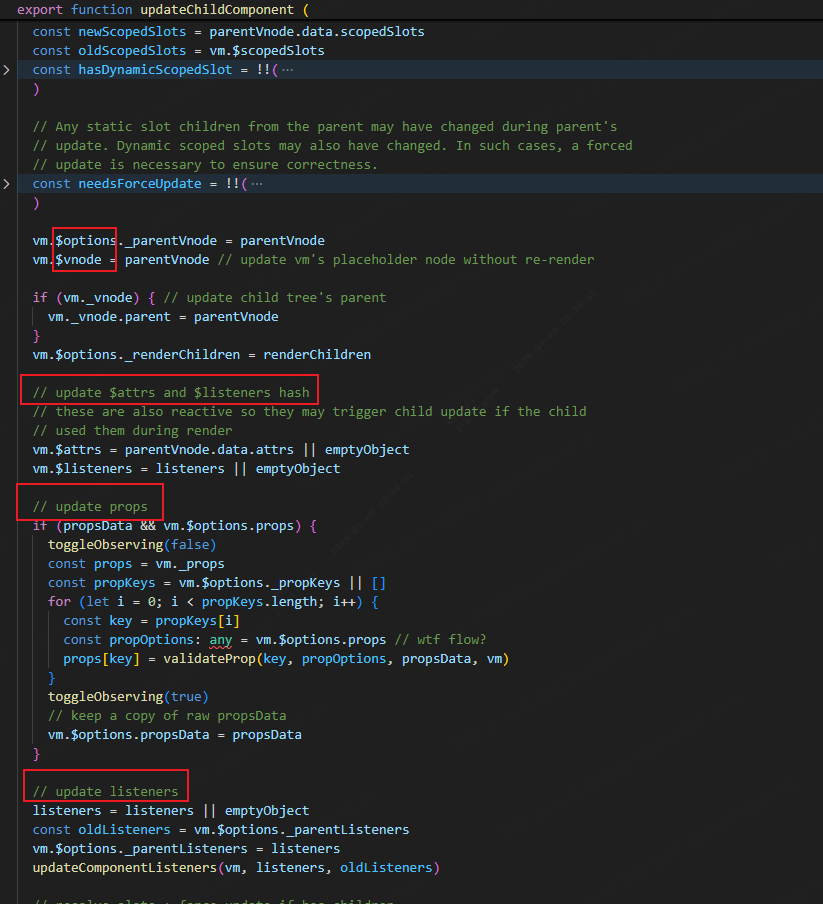 export function updateChildComponent (
const newScopedSlots = parentVnode.data.scopedSlots
const oldScopedSlots = vm.$scopedSlots
const hasDynamicScopedSlot = !!( ⋯
)
// Any static slot children from the parent may have changed during parent's
// update. Dynamic scoped slots may also have changed. In such cases, a forced
// update is necessary to ensure correctness.
const needsForceUpdate = !!( ⋯
)
vm.$options._parentVnode = parentVnode
vm.$vnode = parentVnode // update vm's placeholder node without re-render
if (vm._vnode) { // update child tree's parent
vm._vnode.parent = parentVnode
}
vm.$options._renderChildren = renderChildren
// update $attrs and $listeners hash
// these are also reactive so they may trigger child update if the child
// used them during render
vm.$attrs = parentVnode.data.attrs || emptyObject
vm.$listeners = listeners || emptyObject
// update props
if (propsData && vm.$options.props) {
toggleObserving(false)
const props = vm._props
const propKeys = vm.$options._propKeys || []
for (let i = 0; i < propKeys.length; i++) {
const key = propKeys[i]
const propOptions: any = vm.$options.props // wtf flow?
props[key] = validateProp(key, propOptions, propsData, vm)
}
toggleObserving(true)
// keep a copy of raw propsData
vm.$options.propsData = propsData
}
// update listeners
listeners = listeners || emptyObject
const oldListeners = vm.$options._parentListeners
vm.$options._parentListeners = listeners
updateComponentListeners(vm, listeners, oldListeners)
// resolve slots + force update if has children